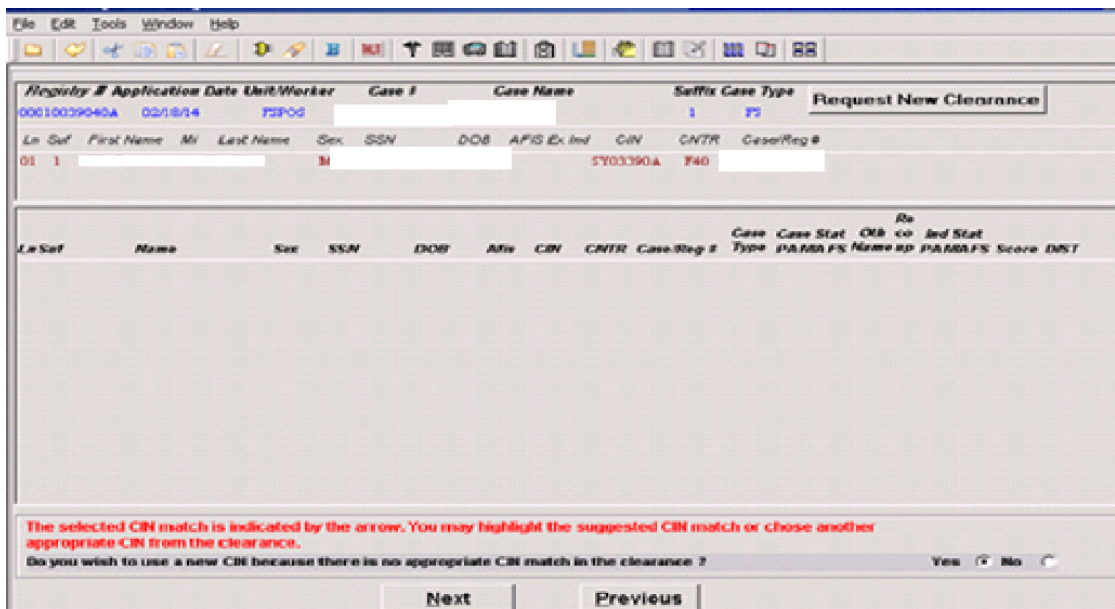 File Edit Tools Window Help
Registry # Application Date Unit/Worker Case # Case Name Suffix Case Type Request New Clearance
00010039040A 02/18/14 FSPOS 1 FS
Ln Suf First Name Mi Last Name Sex SSN DOB AFIS Ex Ind CIN CNTR Case/Reg #
01 1 M SY03390A F40
Re
Case Case Stat Oth co Ind Stat
Ln Suf Name Sex SSN DOB Afis CIN CNTR Case/Reg # Type PA MA FS Name up PA MA FS Score DIST
The selected CIN match is indicated by the arrow. You may highlight the suggested CIN match or chose another
appropriate CIN from the clearance.
Do you wish to use a new CIN because there is no appropriate CIN match in the clearance ? Yes No
Next Previous